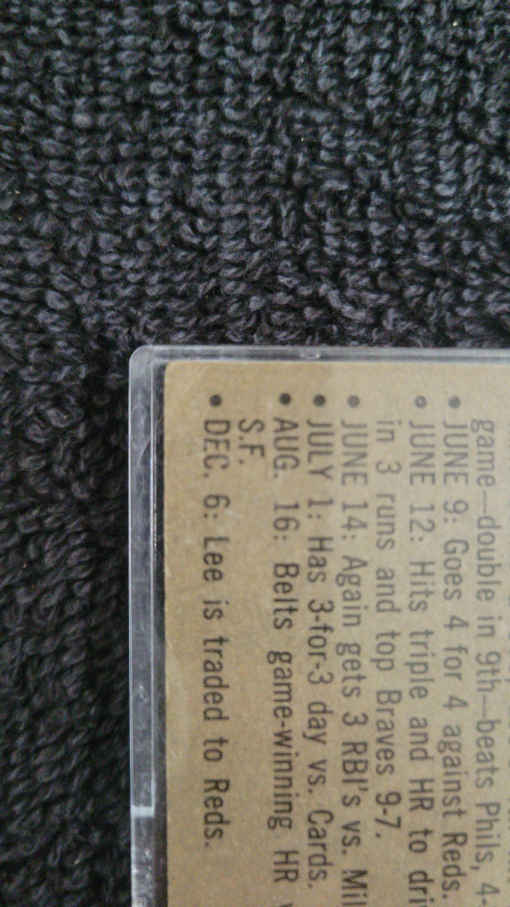 game—double in 9th—beats Phils, 4-
• JUNE 9: Goes 4 for 4 against Reds.
• JUNE 12: Hits triple and HR to dri
in 3 runs and top Braves 9-7.
• JUNE 14: Again gets 3 RBI's vs. Mil
• JULY 1: Has 3-for-3 day vs. Cards.
• AUG. 16: Belts game-winning HR
S.F.
• DEC. 6: Lee is traded to Reds.